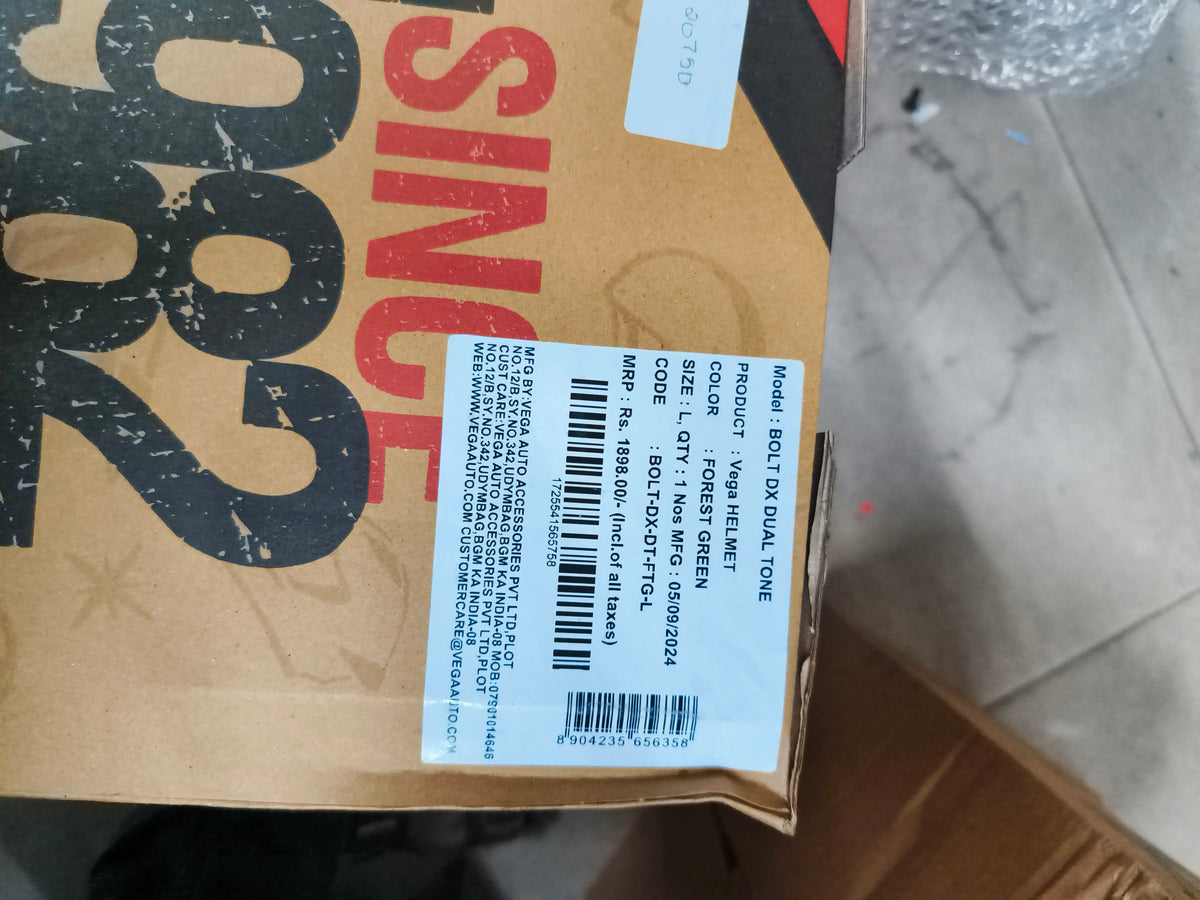 SINCE
1982
2675D
Model : BOLT DX DUAL TONE
PRODUCT : Vega HELMET
COLOR : FOREST GREEN
SIZE : L, QTY : 1 Nos MFG : 05/09/2024
CODE : BOLT-DX-DT-FTG-L
MRP : Rs. 1898.00/- (Incl.of all taxes)
1725541565758
8 904235 656358
MFG BY:VEGA AUTO ACCESSORIES PVT LTD,PLOT
NO.12/B,SY.NO.342,UDYMBAG,BGM KA INDIA-08 MOB:07901014646
CUST CARE:VEGA AUTO ACCESSORIES PVT LTD,PLOT
NO.12/B,SY.NO.342,UDYMBAG,BGM KA INDIA-08
WEB:WWW.VEGAAUTO.COM CUSTOMERCARE@VEGAAUTO.COM